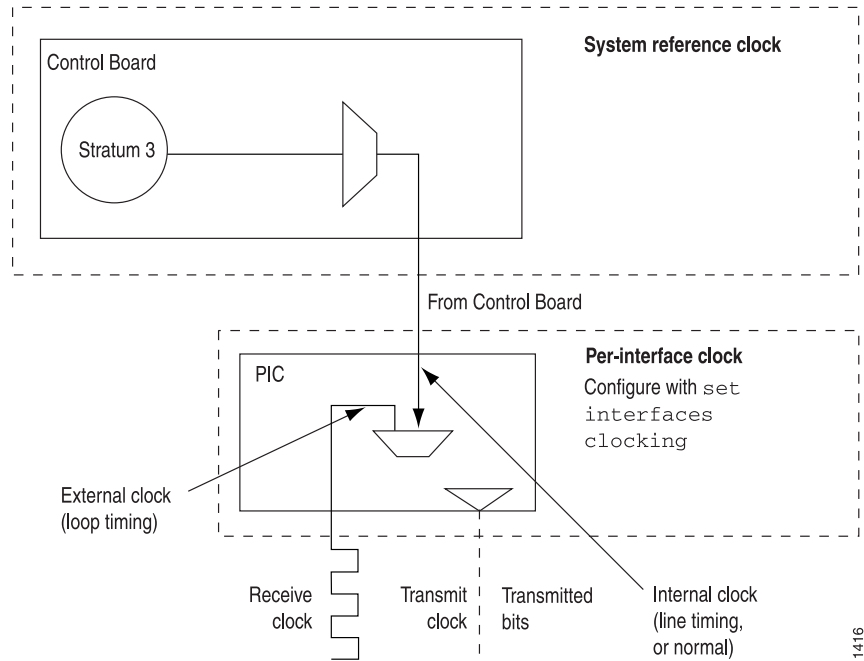 System reference clock
Control Board
Stratum 3
From Control Board
Per-interface clock
Configure with set
interfaces
clocking
PIC
External clock
(loop timing)
Receive
clock
Transmit
clock
Transmitted
bits
Internal clock
(line timing,
or normal)
1416